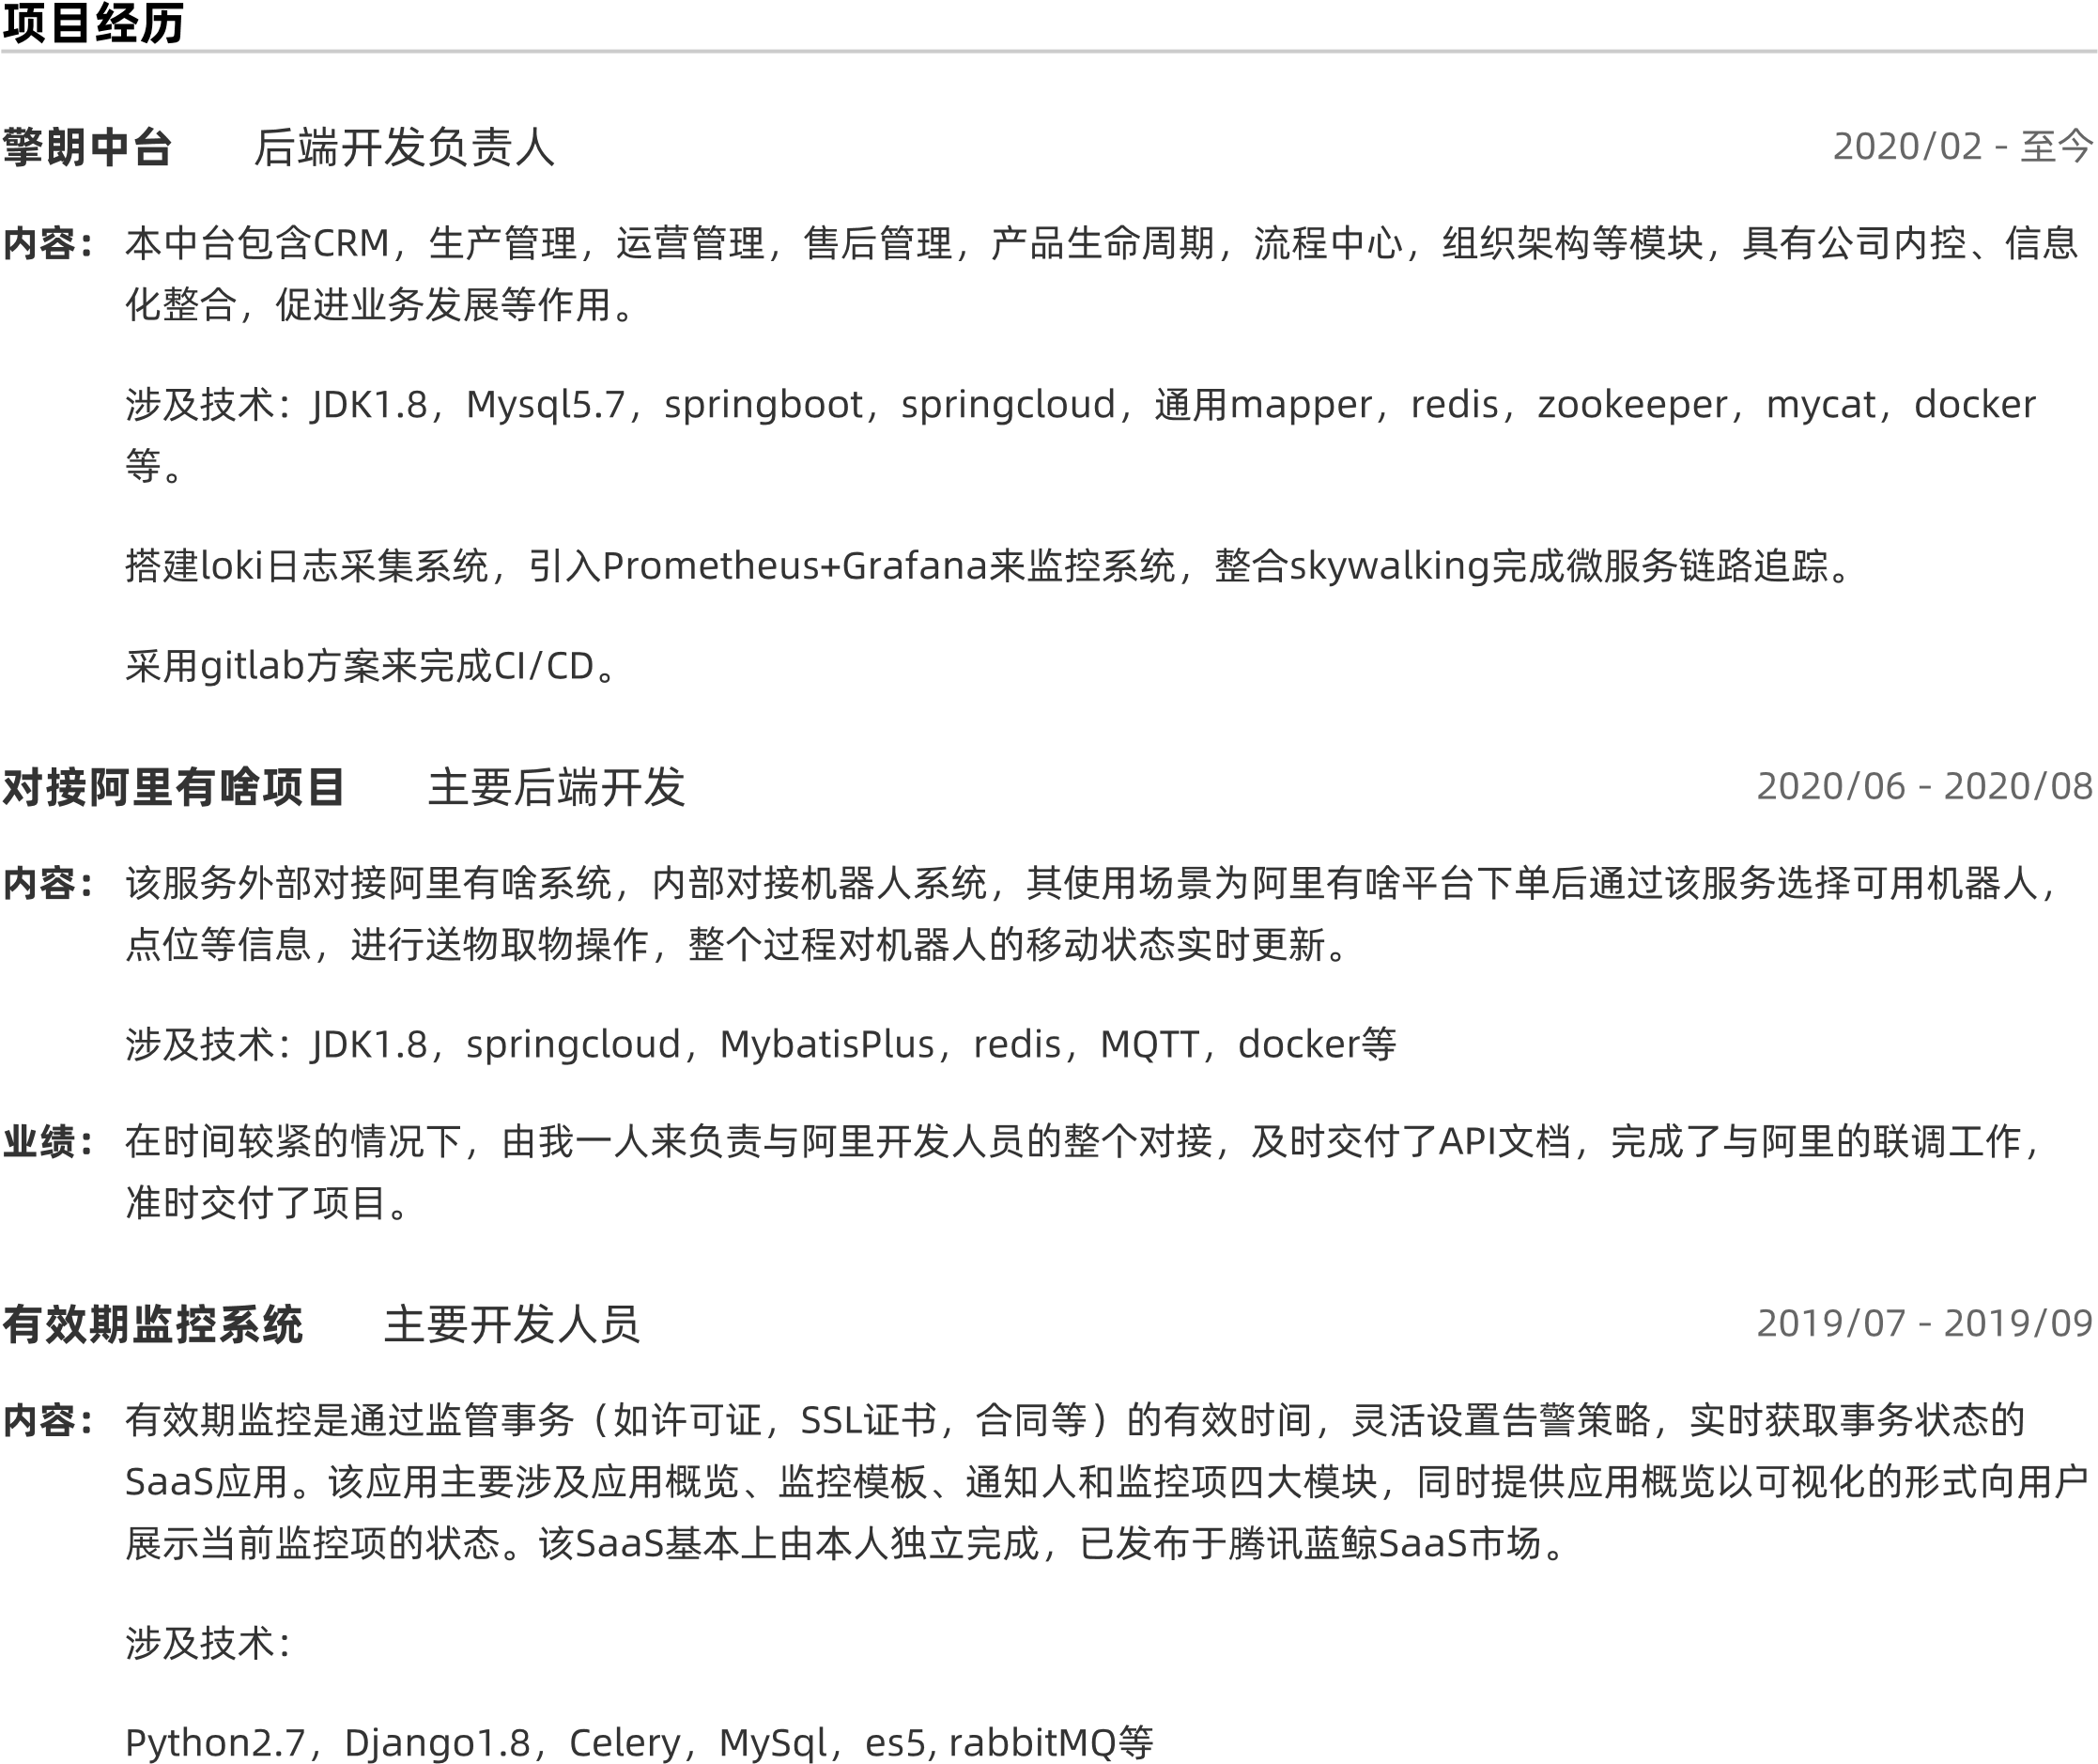 项目经历
擎朗中台 后端开发负责人 2020/02 - 至今
内容： 本中台包含CRM，生产管理，运营管理，售后管理，产品生命周期，流程中心，组织架构等模块，具有公司内控、信息
化整合，促进业务发展等作用。
涉及技术：JDK1.8，Mysql5.7，springboot，springcloud，通用mapper，redis，zookeeper，mycat，docker
等。
搭建loki日志采集系统，引入Prometheus+Grafana来监控系统，整合skywalking完成微服务链路追踪。
采用gitlab方案来完成CI/CD。
对接阿里有啥项目 主要后端开发 2020/06 - 2020/08
内容： 该服务外部对接阿里有啥系统，内部对接机器人系统，其使用场景为阿里有啥平台下单后通过该服务选择可用机器人，
点位等信息，进行送物取物操作，整个过程对机器人的移动状态实时更新。
涉及技术：JDK1.8，springcloud，MybatisPlus，redis，MQTT，docker等
业绩： 在时间较紧的情况下，由我一人来负责与阿里开发人员的整个对接，及时交付了API文档，完成了与阿里的联调工作，
准时交付了项目。
有效期监控系统 主要开发人员 2019/07 - 2019/09
内容： 有效期监控是通过监管事务（如许可证，SSL证书，合同等）的有效时间，灵活设置告警策略，实时获取事务状态的
SaaS应用。该应用主要涉及应用概览、监控模板、通知人和监控项四大模块，同时提供应用概览以可视化的形式向用户
展示当前监控项的状态。该SaaS基本上由本人独立完成，已发布于腾讯蓝鲸SaaS市场。
涉及技术：
Python2.7，Django1.8，Celery，MySql，es5, rabbitMQ等